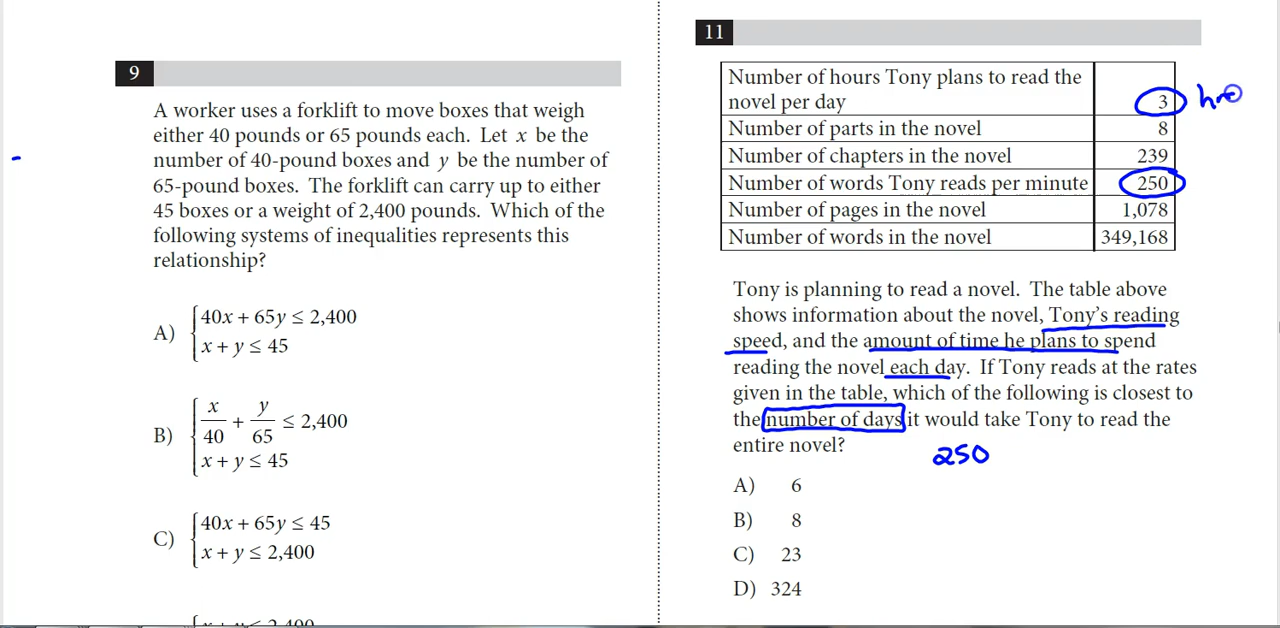 9
A worker uses a forklift to move boxes that weigh
either 40 pounds or 65 pounds each. Let x be the
number of 40-pound boxes and y be the number of
65-pound boxes. The forklift can carry up to either
45 boxes or a weight of 2,400 pounds. Which of the
following systems of inequalities represents this
relationship?
A) { 40x + 65y ≤ 2,400
x + y ≤ 45
B) { x/40 + y/65 ≤ 2,400
x + y ≤ 45
C) { 40x + 65y ≤ 45
x + y ≤ 2,400
11
Number of hours Tony plans to read the
novel per day 3 hr
Number of parts in the novel 8
Number of chapters in the novel 239
Number of words Tony reads per minute 250
Number of pages in the novel 1,078
Number of words in the novel 349,168
Tony is planning to read a novel. The table above
shows information about the novel, Tony's reading
speed, and the amount of time he plans to spend
reading the novel each day. If Tony reads at the rates
given in the table, which of the following is closest to
the number of days it would take Tony to read the
entire novel?
250
A) 6
B) 8
C) 23
D) 324